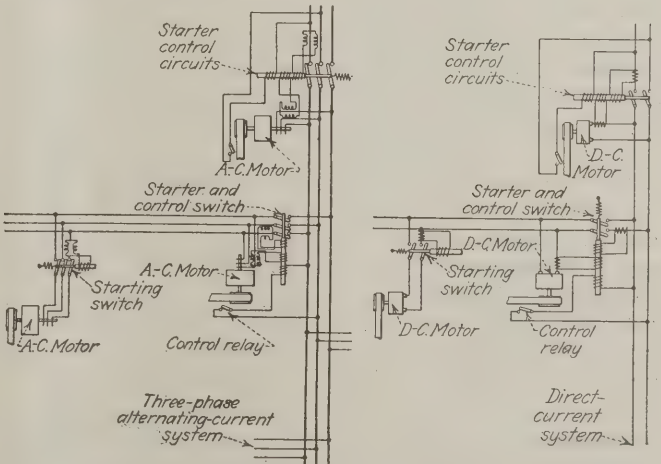 Starter
control
circuits
A-C. Motor
Starter and
control switch
A-C. Motor
Starting
switch
A-C. Motor
Control relay
Three-phase
alternating-current
system
Starter
control
circuits
D.-C.
Motor
Starter and
control switch
D-C Motor
Starting
switch
D-C. Motor
Control
relay
Direct-
current
system